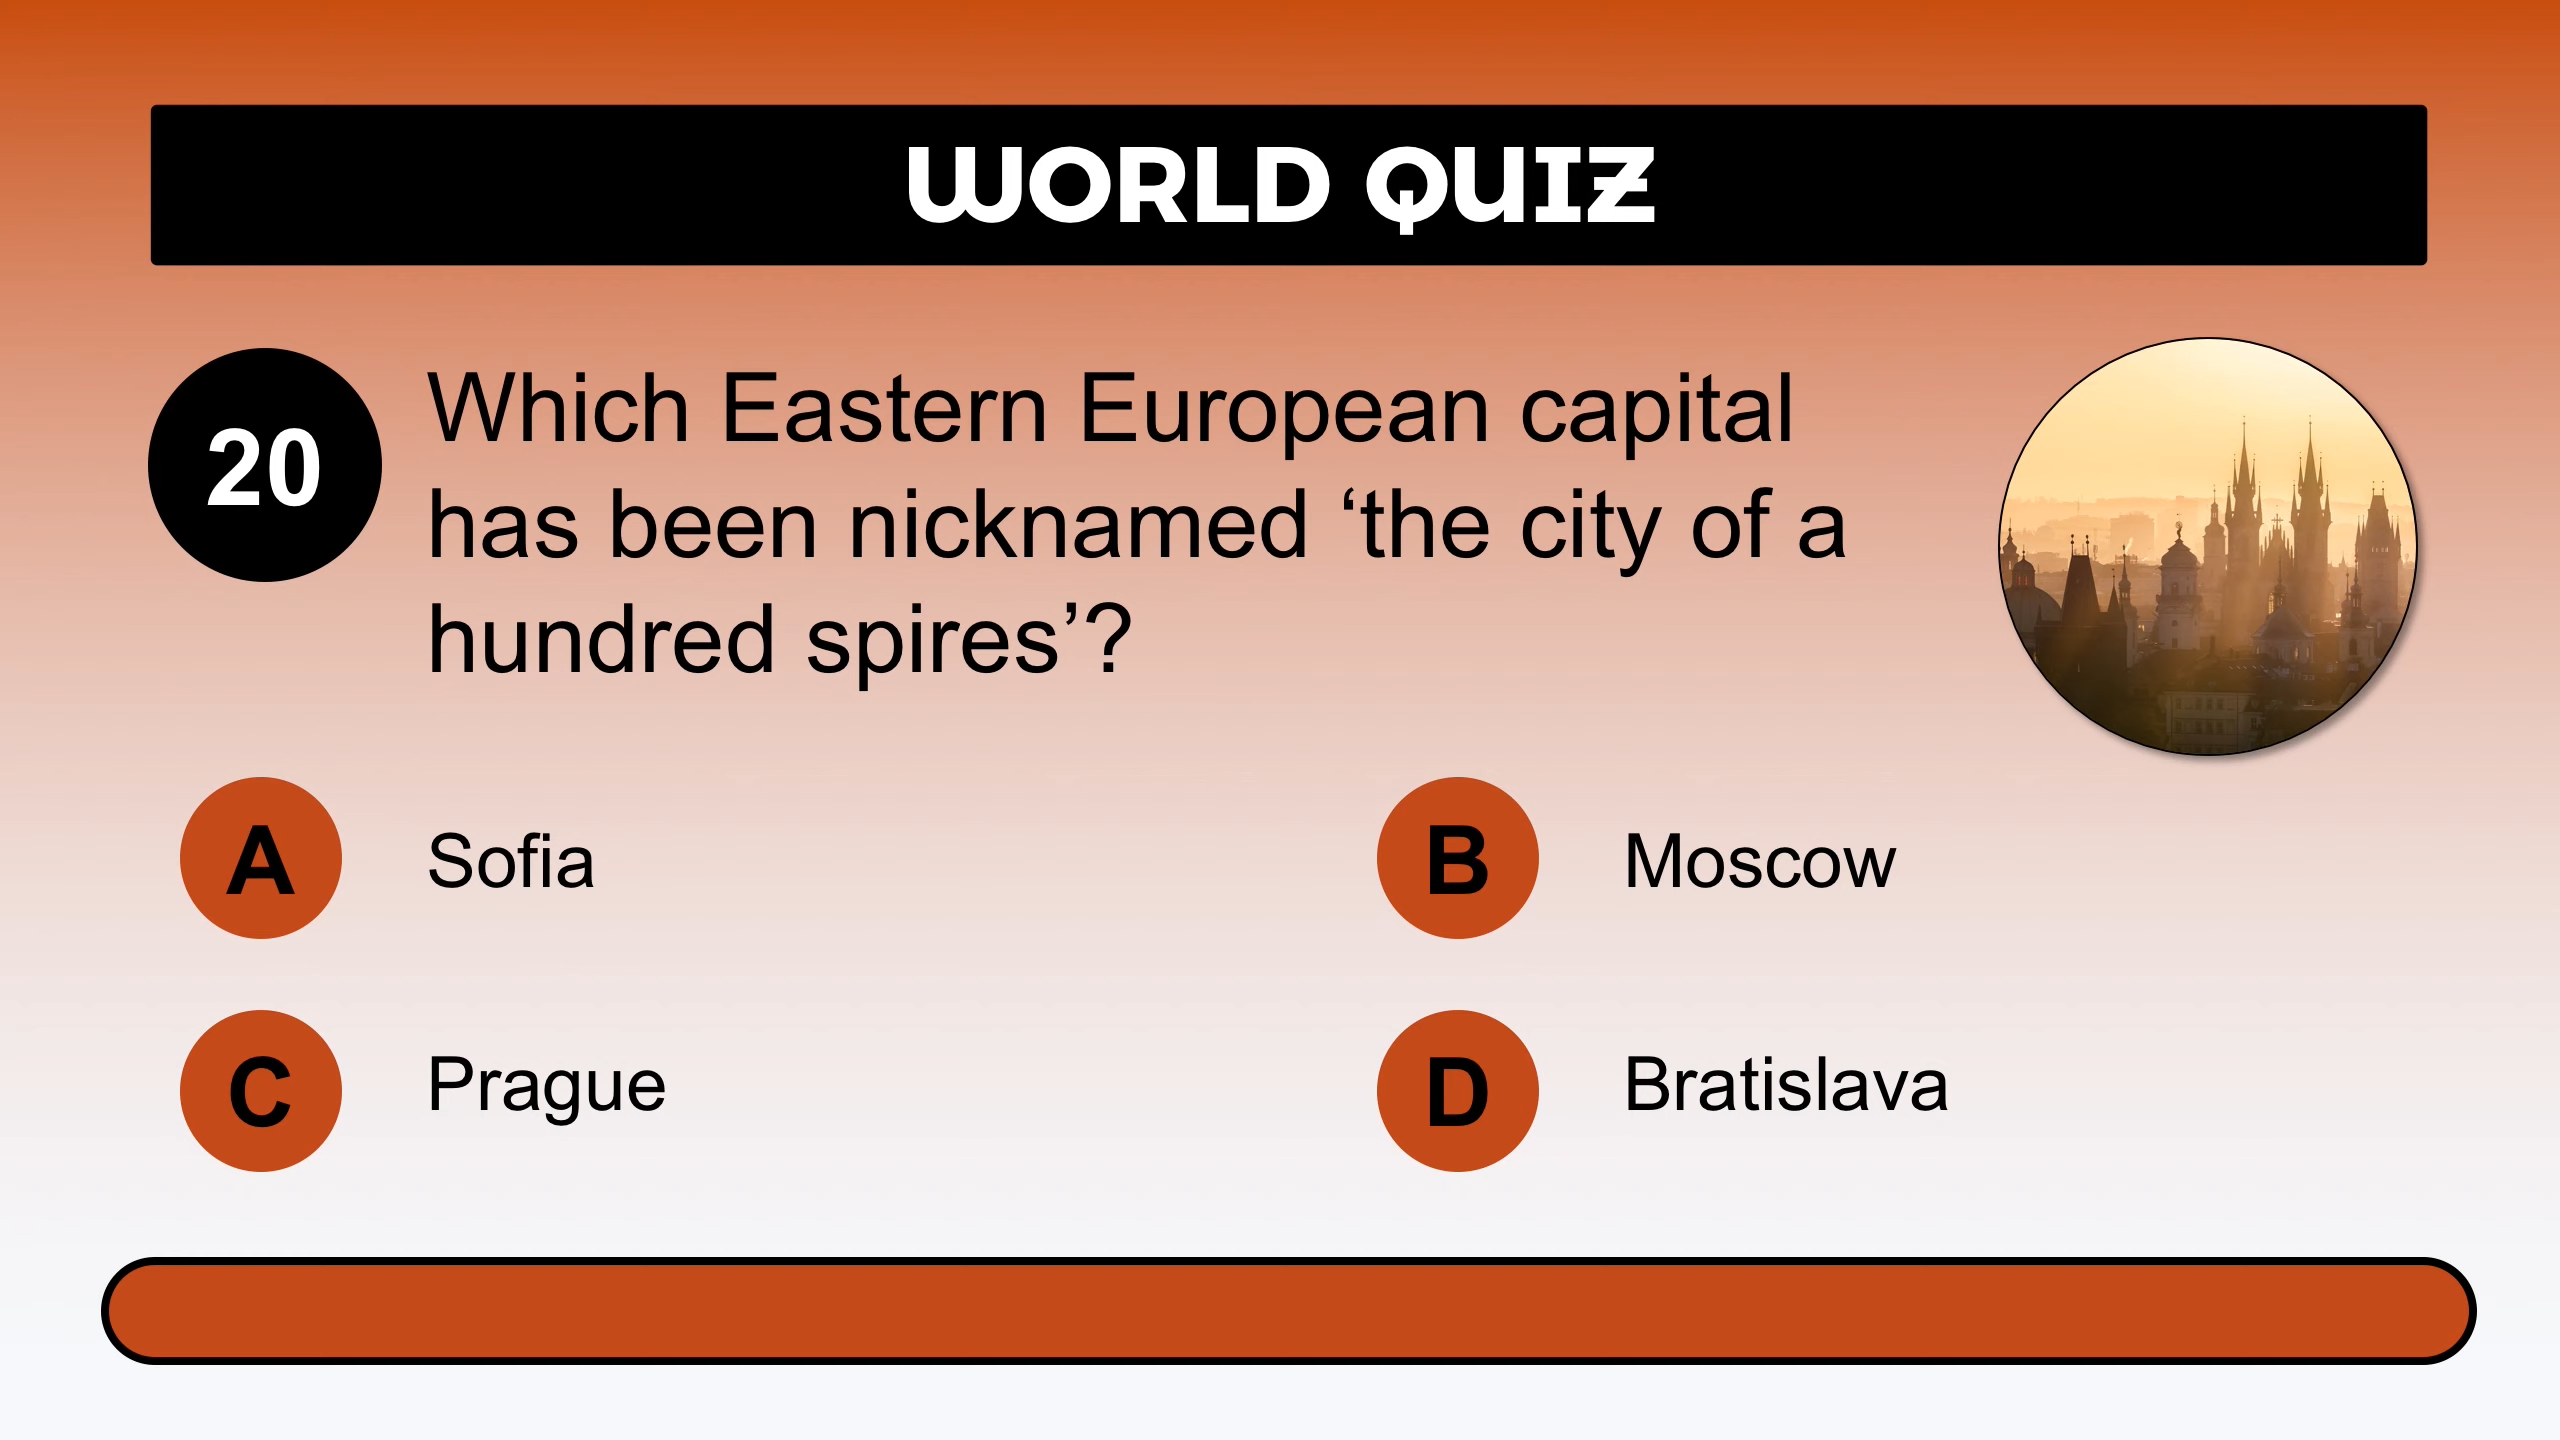 WORLD QUIZ
20
Which Eastern European capital
has been nicknamed ‘the city of a
hundred spires’?
A Sofia
B Moscow
C Prague
D Bratislava